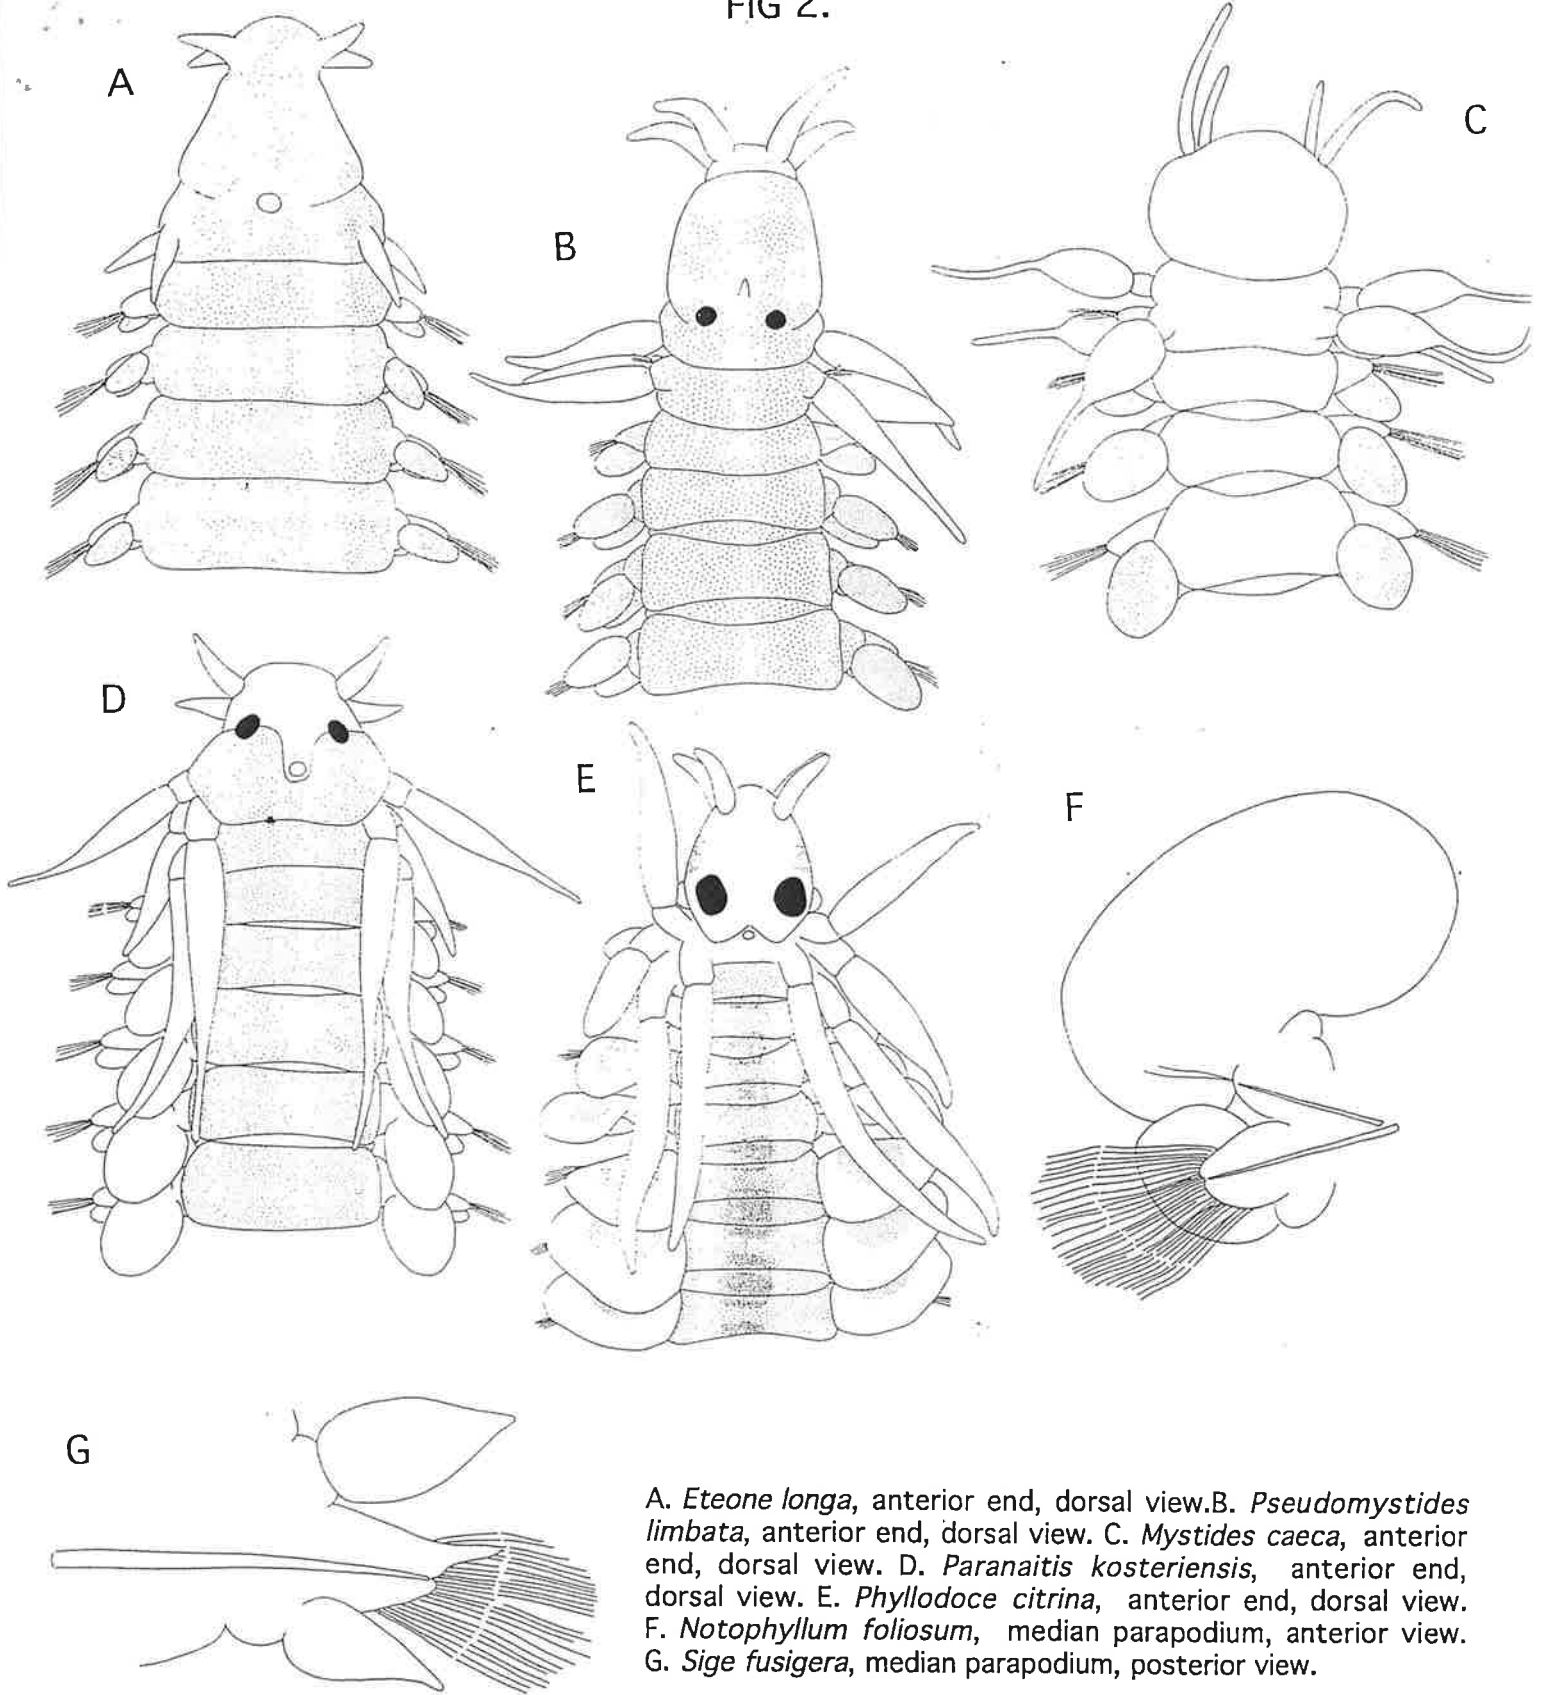 FIG 2.
A
B
C
D
E
F
G
A. Eteone longa, anterior end, dorsal view.B. Pseudomystides
limbata, anterior end, dorsal view. C. Mystides caeca, anterior
end, dorsal view. D. Paranaitis kosteriensis, anterior end,
dorsal view. E. Phyllodoce citrina, anterior end, dorsal view.
F. Notophyllum foliosum, median parapodium, anterior view.
G. Sige fusigera, median parapodium, posterior view.